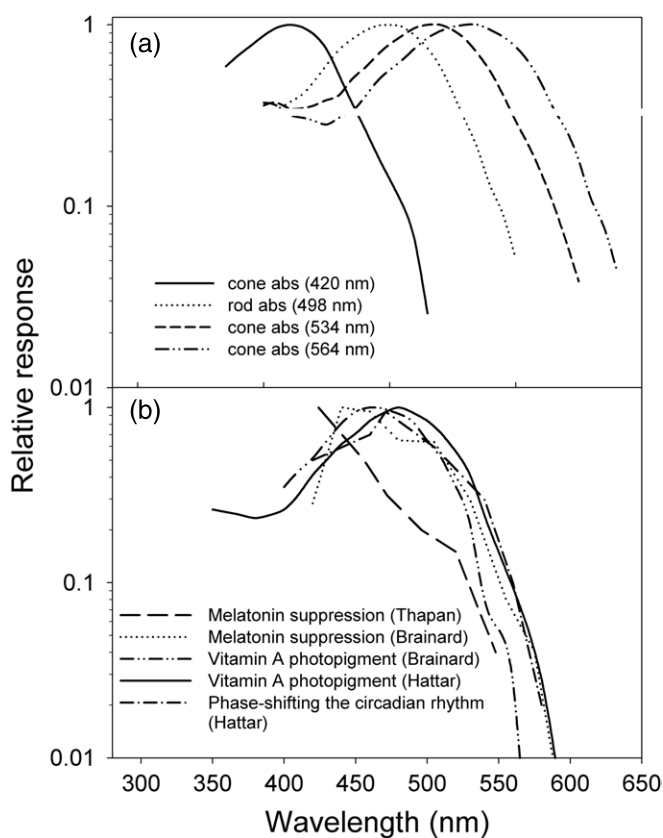 Relative response
(a)
1
0.1
0.01
cone abs (420 nm)
rod abs (498 nm)
cone abs (534 nm)
cone abs (564 nm)
(b)
1
0.1
0.01
Melatonin suppression (Thapan)
Melatonin suppression (Brainard)
Vitamin A photopigment (Brainard)
Vitamin A photopigment (Hattar)
Phase-shifting the circadian rhythm
(Hattar)
300 350 400 450 500 550 600 650
Wavelength (nm)